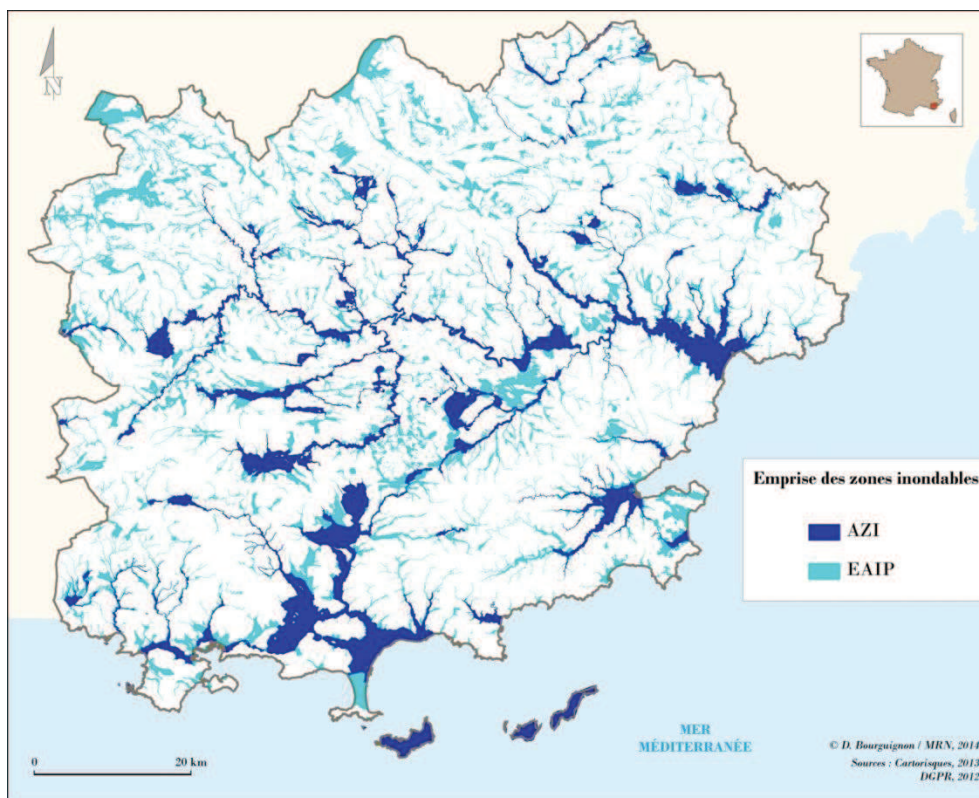 N
Emprise des zones inondables
AZI
EAIP
MER
MÉDITERRANÉE
0 20 km
© D. Bourguignon / MRN, 2014
Sources : Cartorisques, 2013
DGPR, 2012